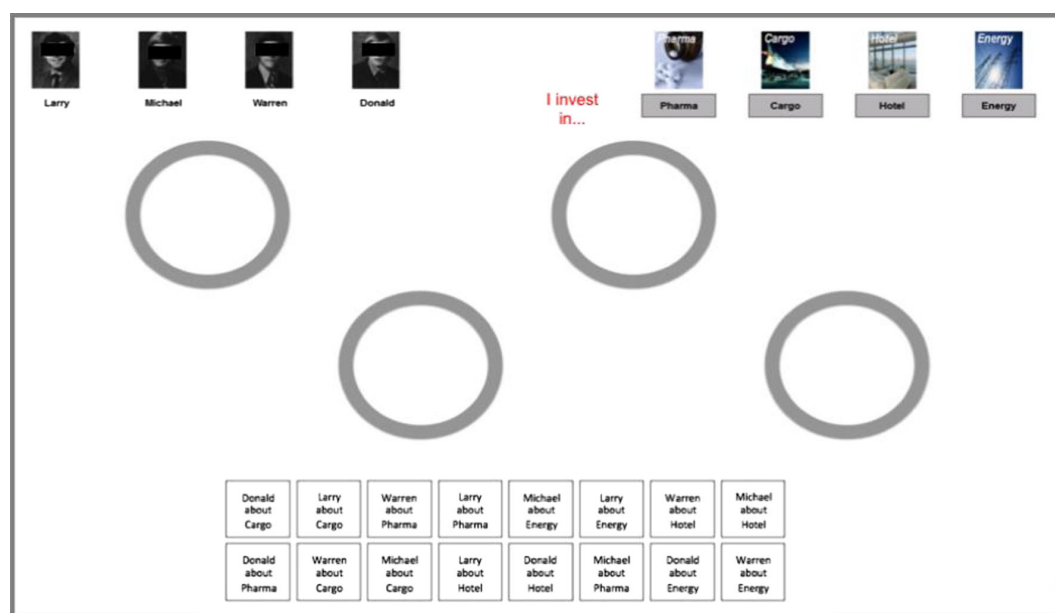 Pharma
Cargo
Hotel
Energy
Larry
Michael
Warren
Donald
I invest
in...
Pharma
Cargo
Hotel
Energy
Donald
about
Cargo
Larry
about
Cargo
Warren
about
Pharma
Larry
about
Pharma
Michael
about
Energy
Larry
about
Energy
Warren
about
Hotel
Michael
about
Hotel
Donald
about
Pharma
Warren
about
Cargo
Michael
about
Cargo
Larry
about
Hotel
Donald
about
Hotel
Michael
about
Pharma
Donald
about
Energy
Warren
about
Energy